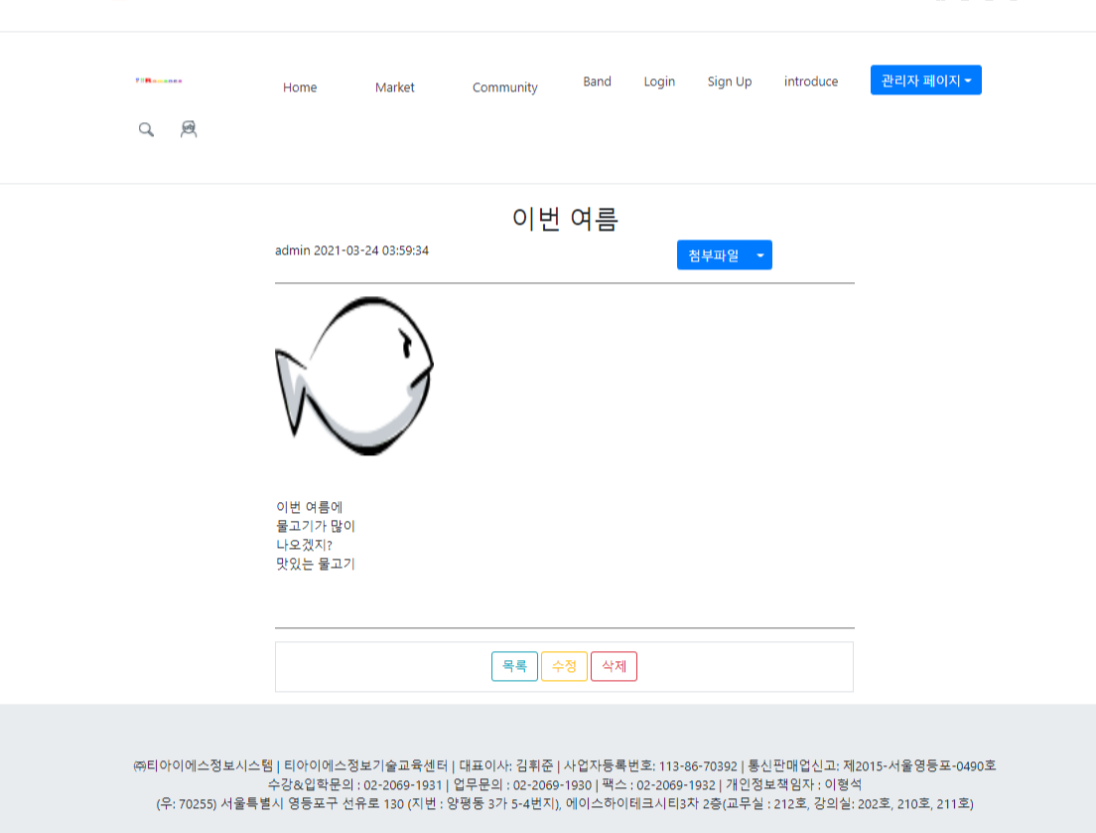 Home Market Community Band Login Sign Up introduce 관리자 페이지
이번 여름
admin 2021-03-24 03:59:34 첨부파일
이번 여름에
물고기가 많이
나오겠지?
맛있는 물고기
목록 수정 삭제
㈜티아이에스정보시스템 | 티아이에스정보기술교육센터 | 대표이사: 김휘준 | 사업자등록번호: 113-86-70392 | 통신판매업신고: 제2015-서울영등포-0490호
수강&입학문의 : 02-2069-1931 | 업무문의 : 02-2069-1930 | 팩스 : 02-2069-1932 | 개인정보책임자 : 이형석
(우: 70255) 서울특별시 영등포구 선유로 130 (지번 : 양평동 3가 5-4번지), 에이스하이테크시티3차 2층(교무실 : 212호, 강의실: 202호, 210호, 211호)